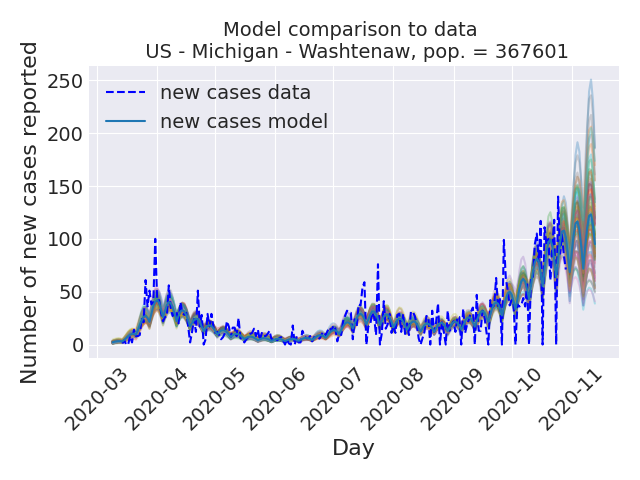 Model comparison to data
US - Michigan - Washtenaw, pop. = 367601
Number of new cases reported
250
200
150
100
50
0
new cases data
new cases model
2020-03
2020-04
2020-05
2020-06
2020-07
2020-08
2020-09
2020-10
2020-11
Day